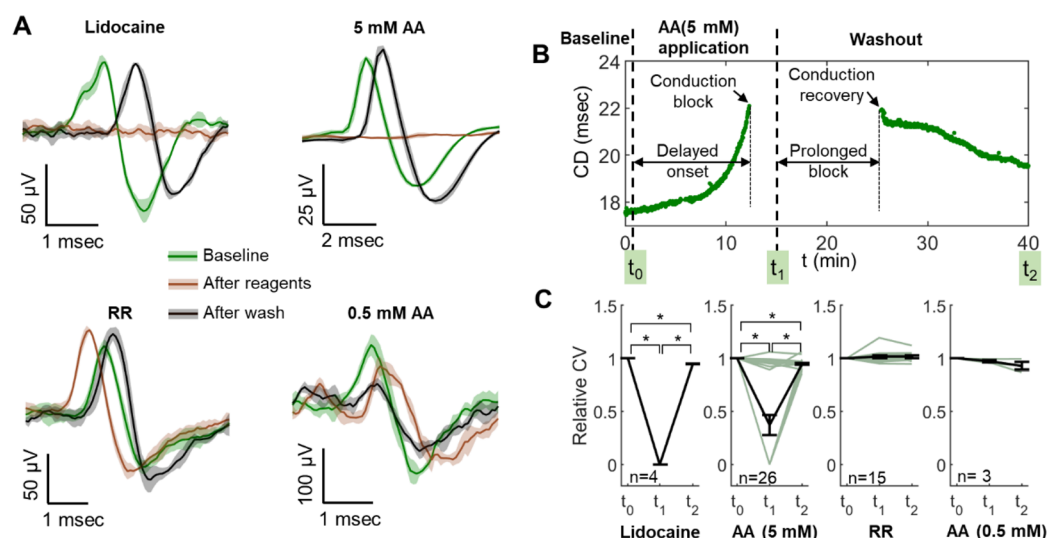 A
Lidocaine
5 mM AA
50 µV
1 msec
25 µV
2 msec
Baseline
After reagents
After wash
RR
0.5 mM AA
50 µV
1 msec
100 µV
1 msec
B
Baseline
AA(5 mM)
application
Washout
24
22
20
18
CD (msec)
Conduction
block
Conduction
recovery
Delayed
onset
Prolonged
block
0 10 20 30 40
t (min)
t0
t1
t2
C
Relative CV
1.5
1
0.5
0
* * *
n=4
t0 t1 t2
Lidocaine
1.5
1
0.5
0
* * *
n=26
t0 t1 t2
AA (5 mM)
1.5
1
0.5
0
n=15
t0 t1 t2
RR
1.5
1
0.5
0
n= 3
t0 t1 t2
AA (0.5 mM)